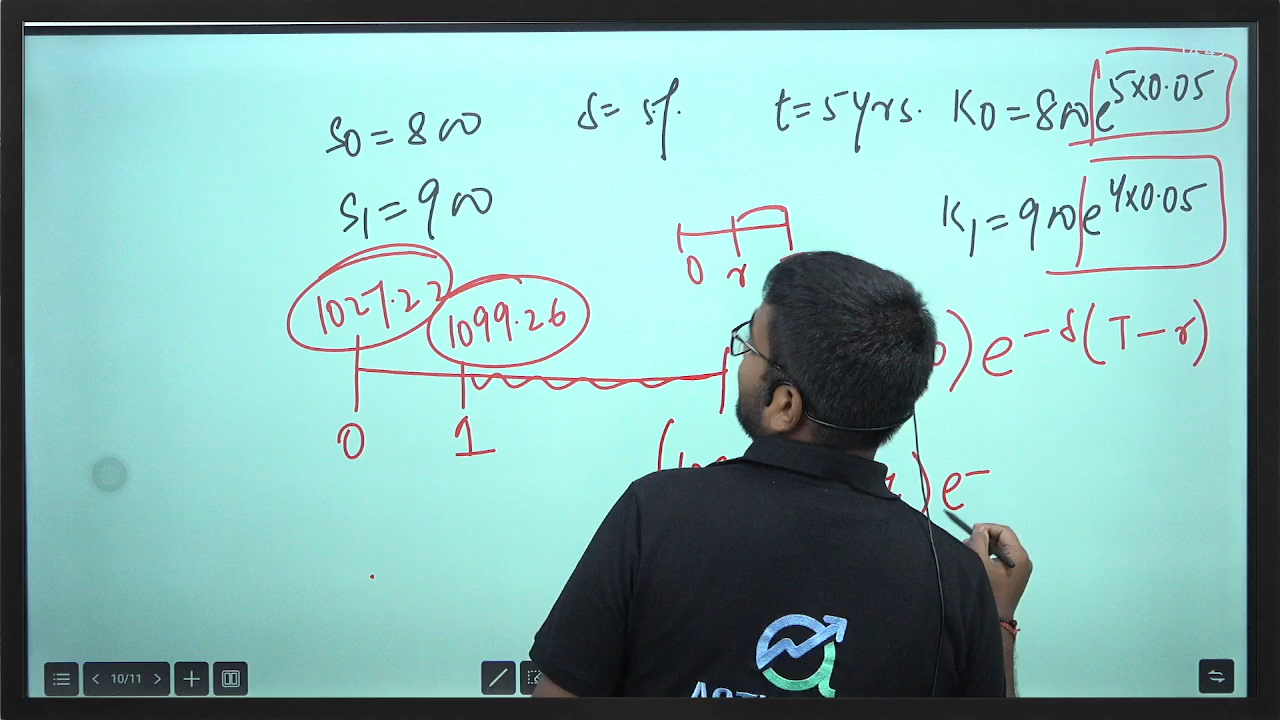 S0 = 800 δ = 5%. t = 5 yrs. K0 = 800 e^5×0.05
S1 = 900 K1 = 900 e^4×0.05
0 r
1027.22 1099.26
) e^-δ(T-r)
0 1
) e^-
10/11